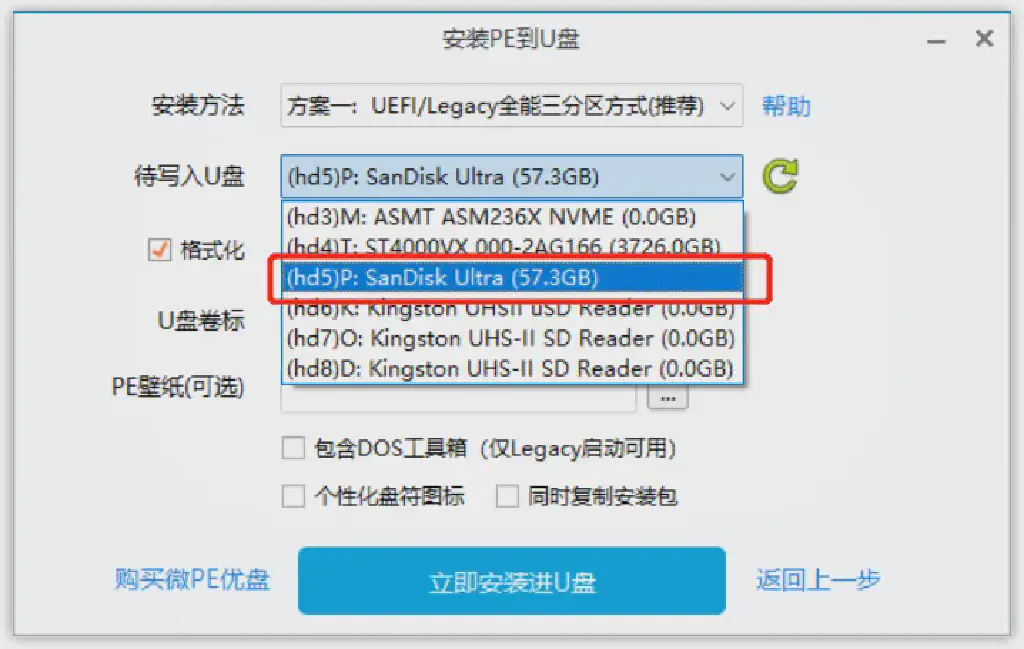 安装PE到U盘
安装方法 方案一：UEFI/Legacy全能三分区方式(推荐) 帮助
待写入U盘 (hd5)P: SanDisk Ultra (57.3GB)
(hd3)M: ASMT ASM236X NVME (0.0GB)
(hd4)T: ST4000VX 000-2AG166 (3726.0GB)
格式化 (hd5)P: SanDisk Ultra (57.3GB)
(hd6)K: Kingston UHSII uSD Reader (0.0GB)
U盘卷标 (hd7)O: Kingston UHS-II SD Reader (0.0GB)
(hd8)D: Kingston UHS-II SD Reader (0.0GB)
PE壁纸(可选) ...
包含DOS工具箱（仅Legacy启动可用）
个性化盘符图标 同时复制安装包
购买微PE优盘 立即安装进U盘 返回上一步